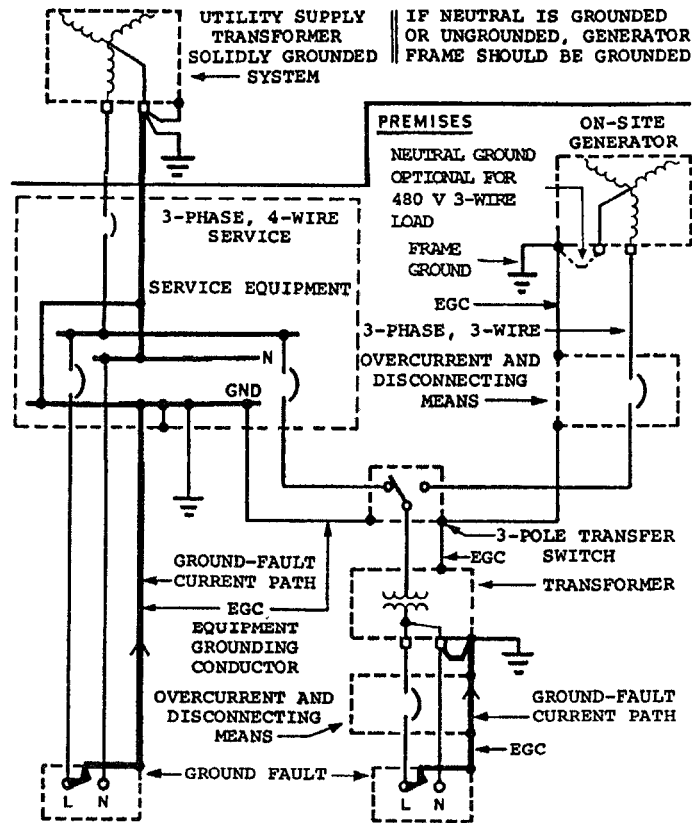 UTILITY SUPPLY
TRANSFORMER
SOLIDLY GROUNDED
SYSTEM
IF NEUTRAL IS GROUNDED
OR UNGROUNDED, GENERATOR
FRAME SHOULD BE GROUNDED
PREMISES
ON-SITE
GENERATOR
NEUTRAL GROUND
OPTIONAL FOR
480 V 3-WIRE
LOAD
3-PHASE, 4-WIRE
SERVICE
FRAME
GROUND
SERVICE EQUIPMENT
EGC
3-PHASE, 3-WIRE
N
OVERCURRENT AND
DISCONNECTING
MEANS
GND
3-POLE TRANSFER
SWITCH
EGC
GROUND-FAULT
CURRENT PATH
TRANSFORMER
EGC
EQUIPMENT
GROUNDING
CONDUCTOR
OVERCURRENT AND
DISCONNECTING
MEANS
GROUND-FAULT
CURRENT PATH
EGC
GROUND FAULT
L N
L N